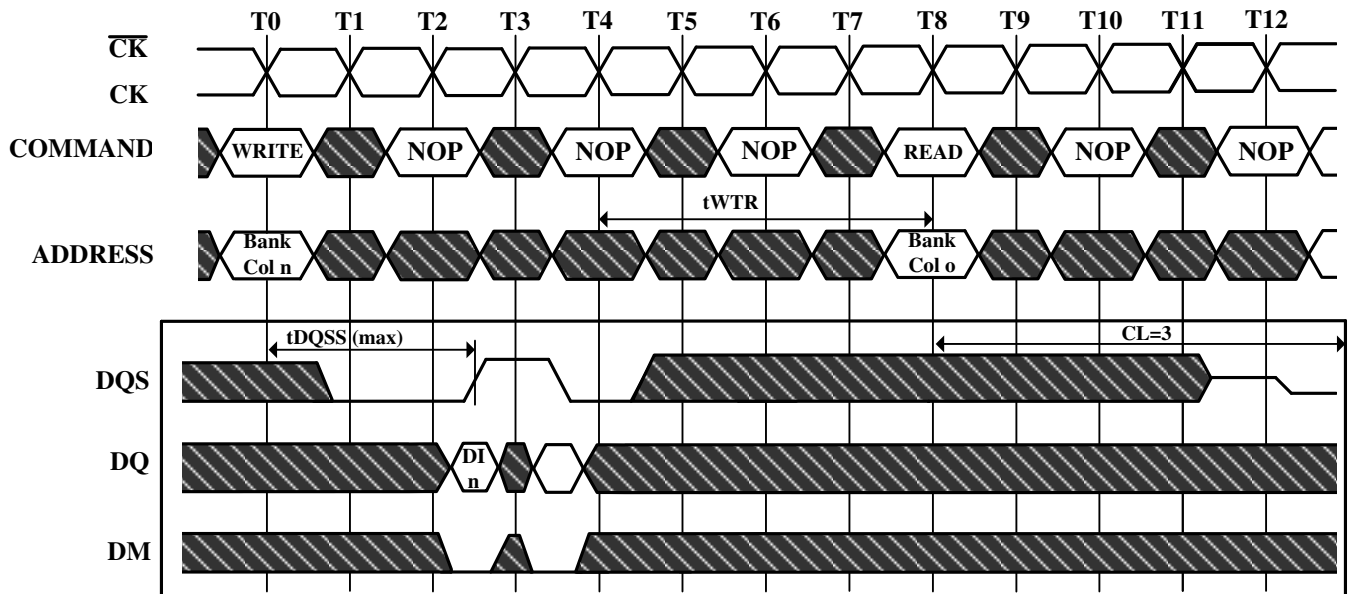 T0 T1 T2 T3 T4 T5 T6 T7 T8 T9 T10 T11 T12
CK
CK
COMMAND WRITE NOP NOP NOP READ NOP NOP
tWTR
ADDRESS Bank Col n Bank Col o
tDQSS (max) CL=3
DQS
DQ DI n
DM